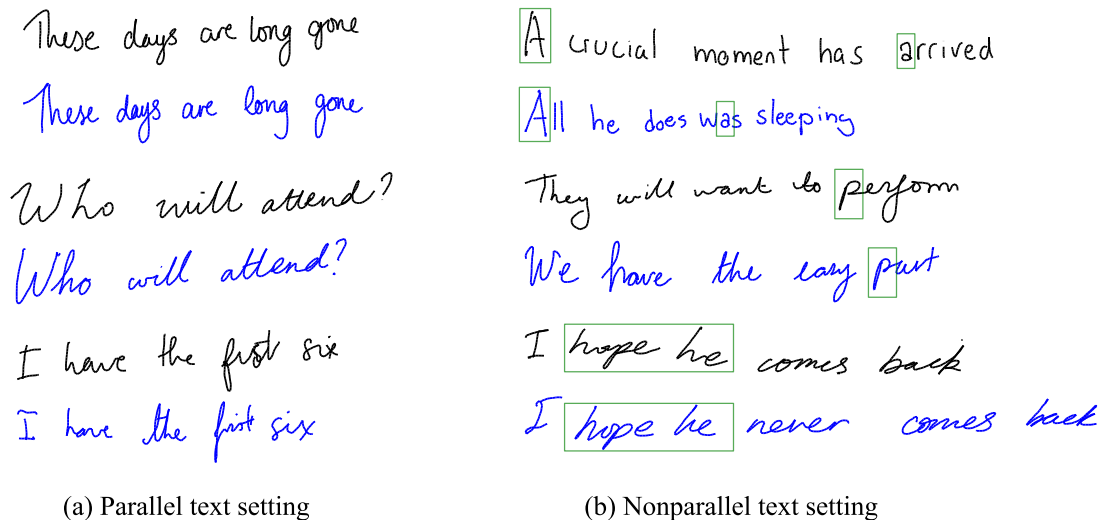 These days are long gone
These days are long gone
Who will attend?
Who will attend?
I have the first six
I have the first six
(a) Parallel text setting
A crucial moment has arrived
All he does was sleeping
They will want to perform
We have the easy part
I hope he comes back
I hope he never comes back
(b) Nonparallel text setting